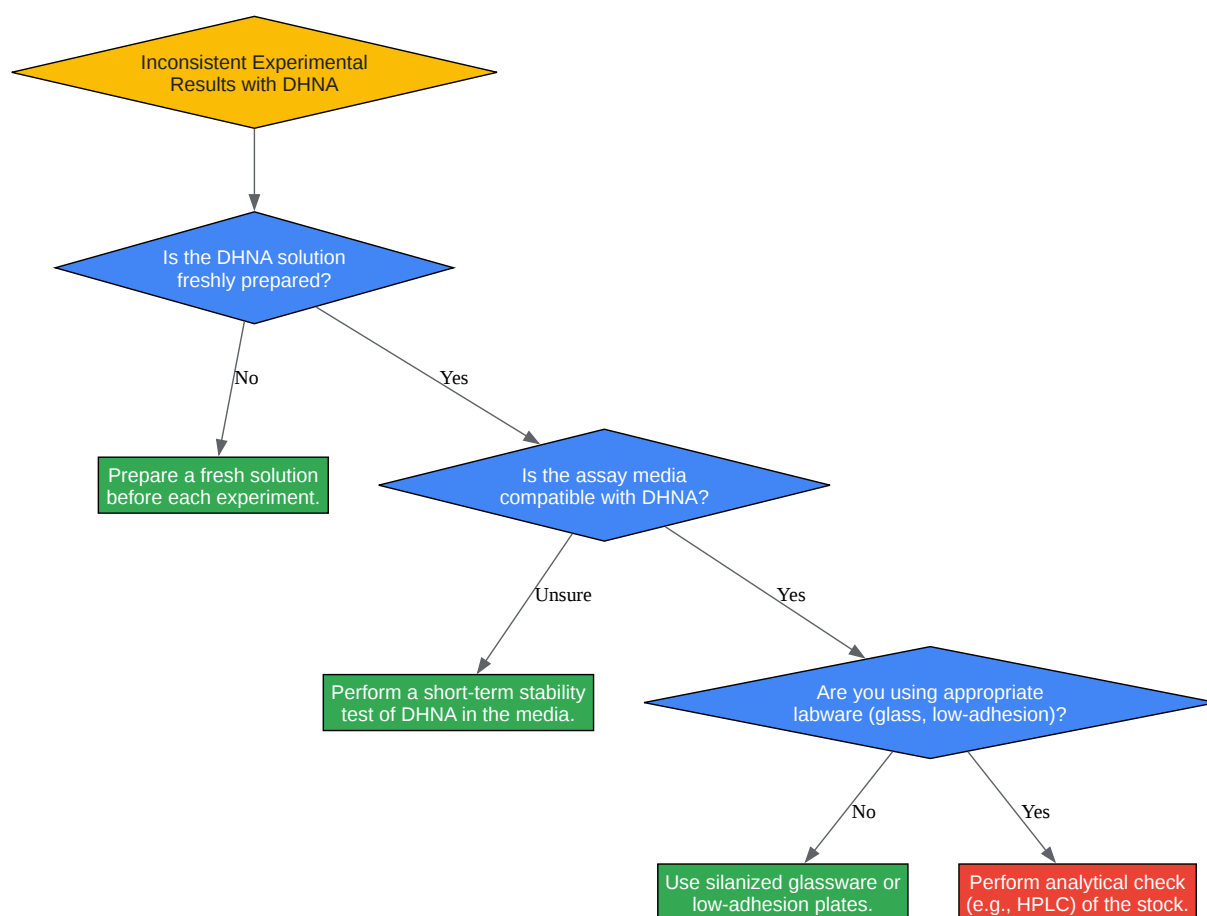 Inconsistent Experimental
Results with DHNA
Is the DHNA solution
freshly prepared?
No
Yes
Prepare a fresh solution
before each experiment.
Is the assay media
compatible with DHNA?
Unsure
Yes
Perform a short-term stability
test of DHNA in the media.
Are you using appropriate
labware (glass, low-adhesion)?
No
Yes
Use silanized glassware or
low-adhesion plates.
Perform analytical check
(e.g., HPLC) of the stock.